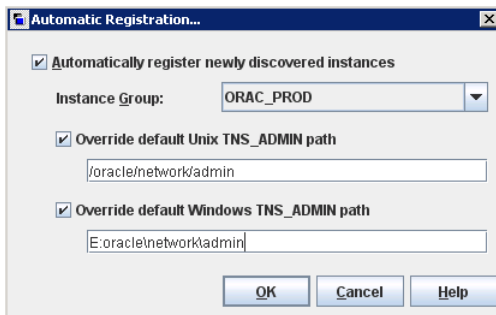 Automatic Registration...
Automatically register newly discovered instances
Instance Group: ORAC_PROD
Override default Unix TNS_ADMIN path
/oracle/network/admin
Override default Windows TNS_ADMIN path
E:oracle\network\admin
OK Cancel Help